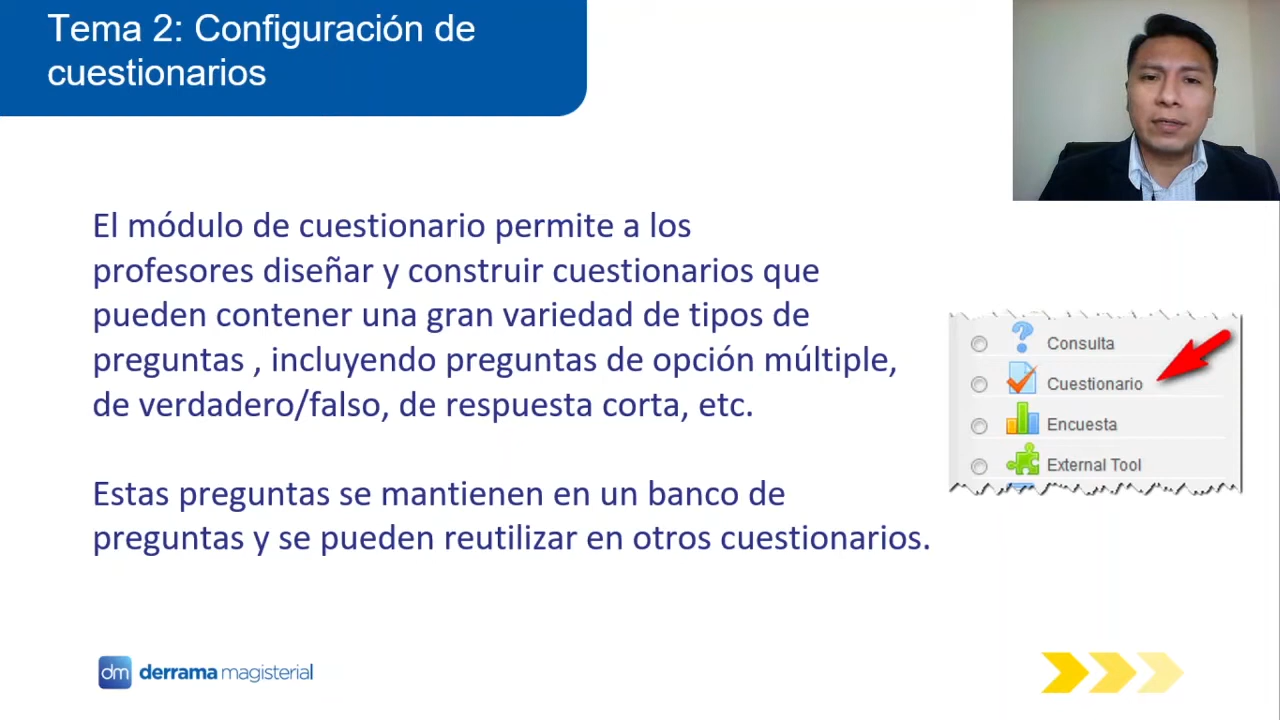 Tema 2: Configuración de
cuestionarios
El módulo de cuestionario permite a los
profesores diseñar y construir cuestionarios que
pueden contener una gran variedad de tipos de
preguntas , incluyendo preguntas de opción múltiple,
de verdadero/falso, de respuesta corta, etc.
Estas preguntas se mantienen en un banco de
preguntas y se pueden reutilizar en otros cuestionarios.
Consulta
Cuestionario
Encuesta
External Tool
dm derrama magisterial